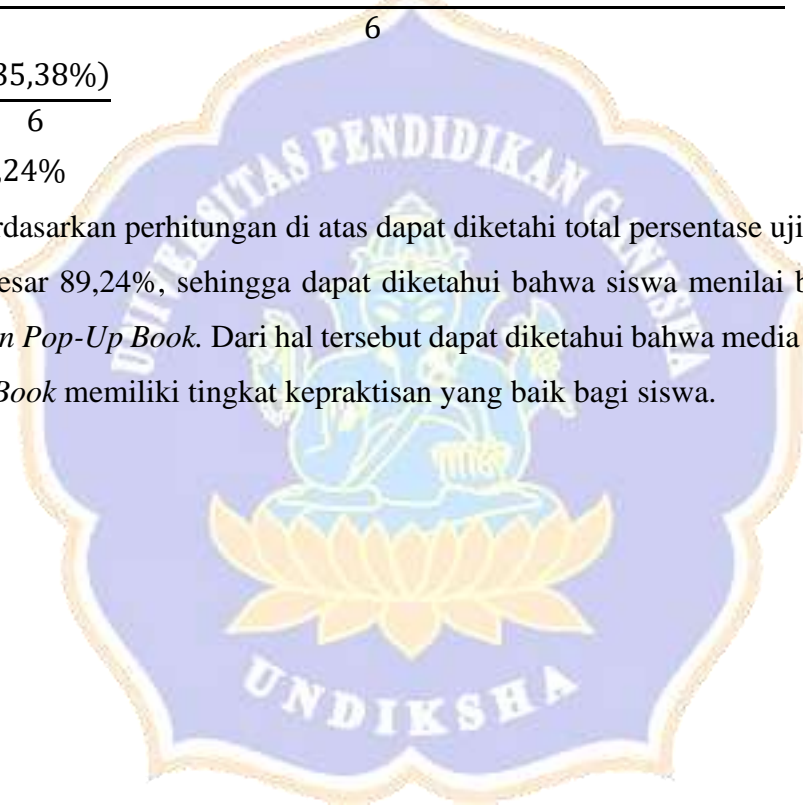 6
35,38%)
6
,24%
rdasarkan perhitungan di atas dapat diketahi total persentase uji
esar 89,24%, sehingga dapat diketahui bahwa siswa menilai b
n Pop-Up Book. Dari hal tersebut dapat diketahui bahwa media
Book memiliki tingkat kepraktisan yang baik bagi siswa.
UNIVERSITAS PENDIDIKAN GANESHA
UNDIKSHA